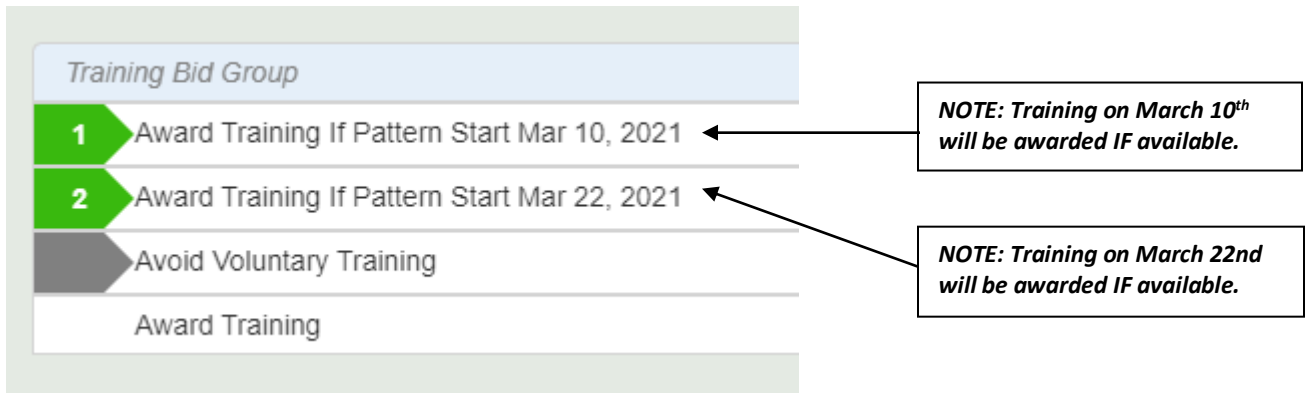 Training Bid Group
1 Award Training If Pattern Start Mar 10, 2021
NOTE: Training on March 10th
will be awarded IF available.
2 Award Training If Pattern Start Mar 22, 2021
Avoid Voluntary Training
NOTE: Training on March 22nd
will be awarded IF available.
Award Training